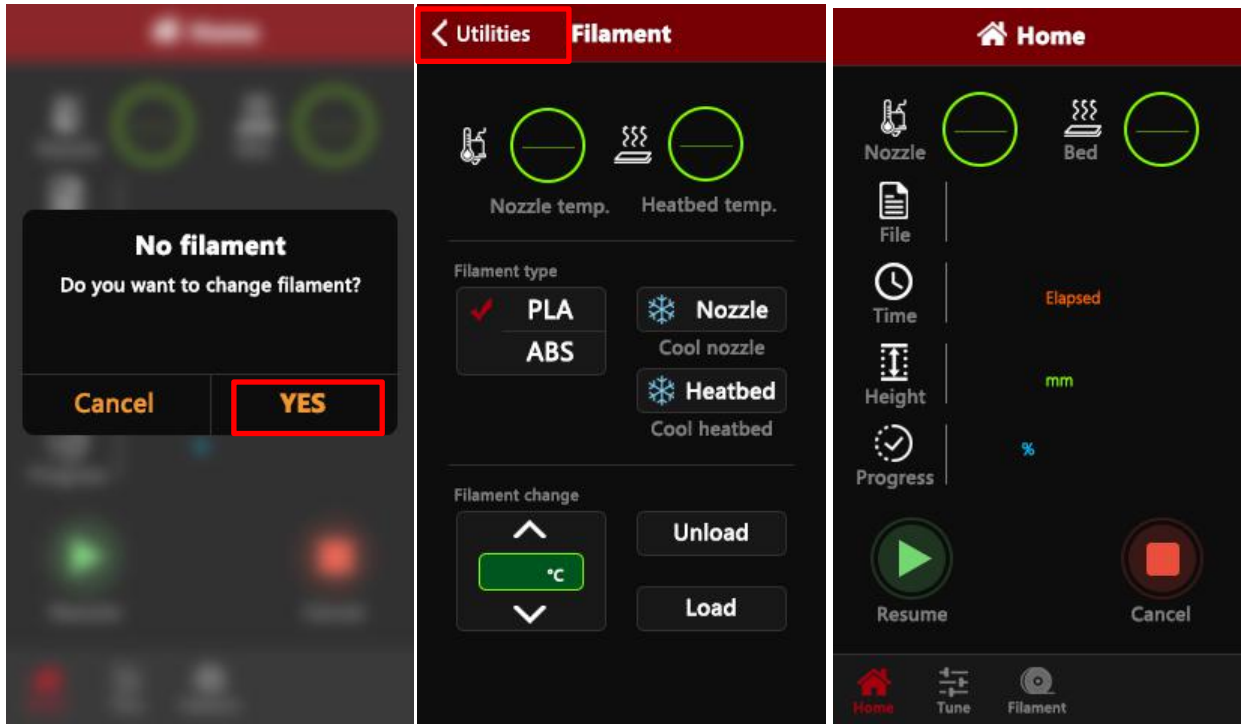 No filament
Do you want to change filament?
Cancel YES
Utilities Filament
Nozzle temp. Heatbed temp.
Filament type
PLA
ABS
Nozzle
Cool nozzle
Heatbed
Cool heatbed
Filament change
°C
Unload
Load
Home
Nozzle Bed
File
Time
Elapsed
Height
mm
Progress
%
Resume Cancel
Home Tune Filament